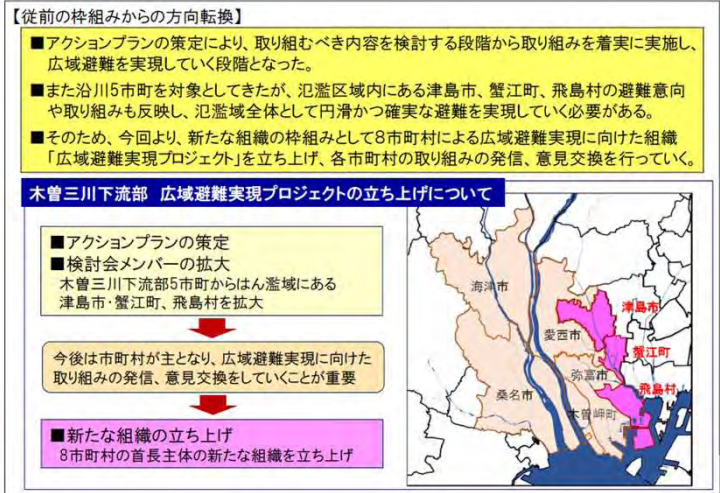 【従前の枠組みからの方向転換】
■アクションプランの策定により、取り組むべき内容を検討する段階から取り組みを着実に実施し、
広域避難を実現していく段階となった。
■また沿川5市町を対象としてきたが、氾濫区域内にある津島市、蟹江町、飛島村の避難意向
や取り組みも反映し、氾濫域全体として円滑かつ確実な避難を実現していく必要がある。
■そのため、今回より、新たな組織の枠組みとして8市町村による広域避難実現に向けた組織
「広域避難実現プロジェクト」を立ち上げ、各市町村の取り組みの発信、意見交換を行っていく。
木曽三川下流部 広域避難実現プロジェクトの立ち上げについて
■アクションプランの策定
■検討会メンバーの拡大
木曽三川下流部5市町からはん濫域にある
津島市・蟹江町、飛島村を拡大
今後は市町村が主となり、広域避難実現に向けた
取り組みの発信、意見交換をしていくことが重要
■新たな組織の立ち上げ
8市町村の首長主体の新たな組織を立ち上げ
海津市
津島市
愛西市
蟹江町
弥富市
飛島村
桑名市
木曽岬町